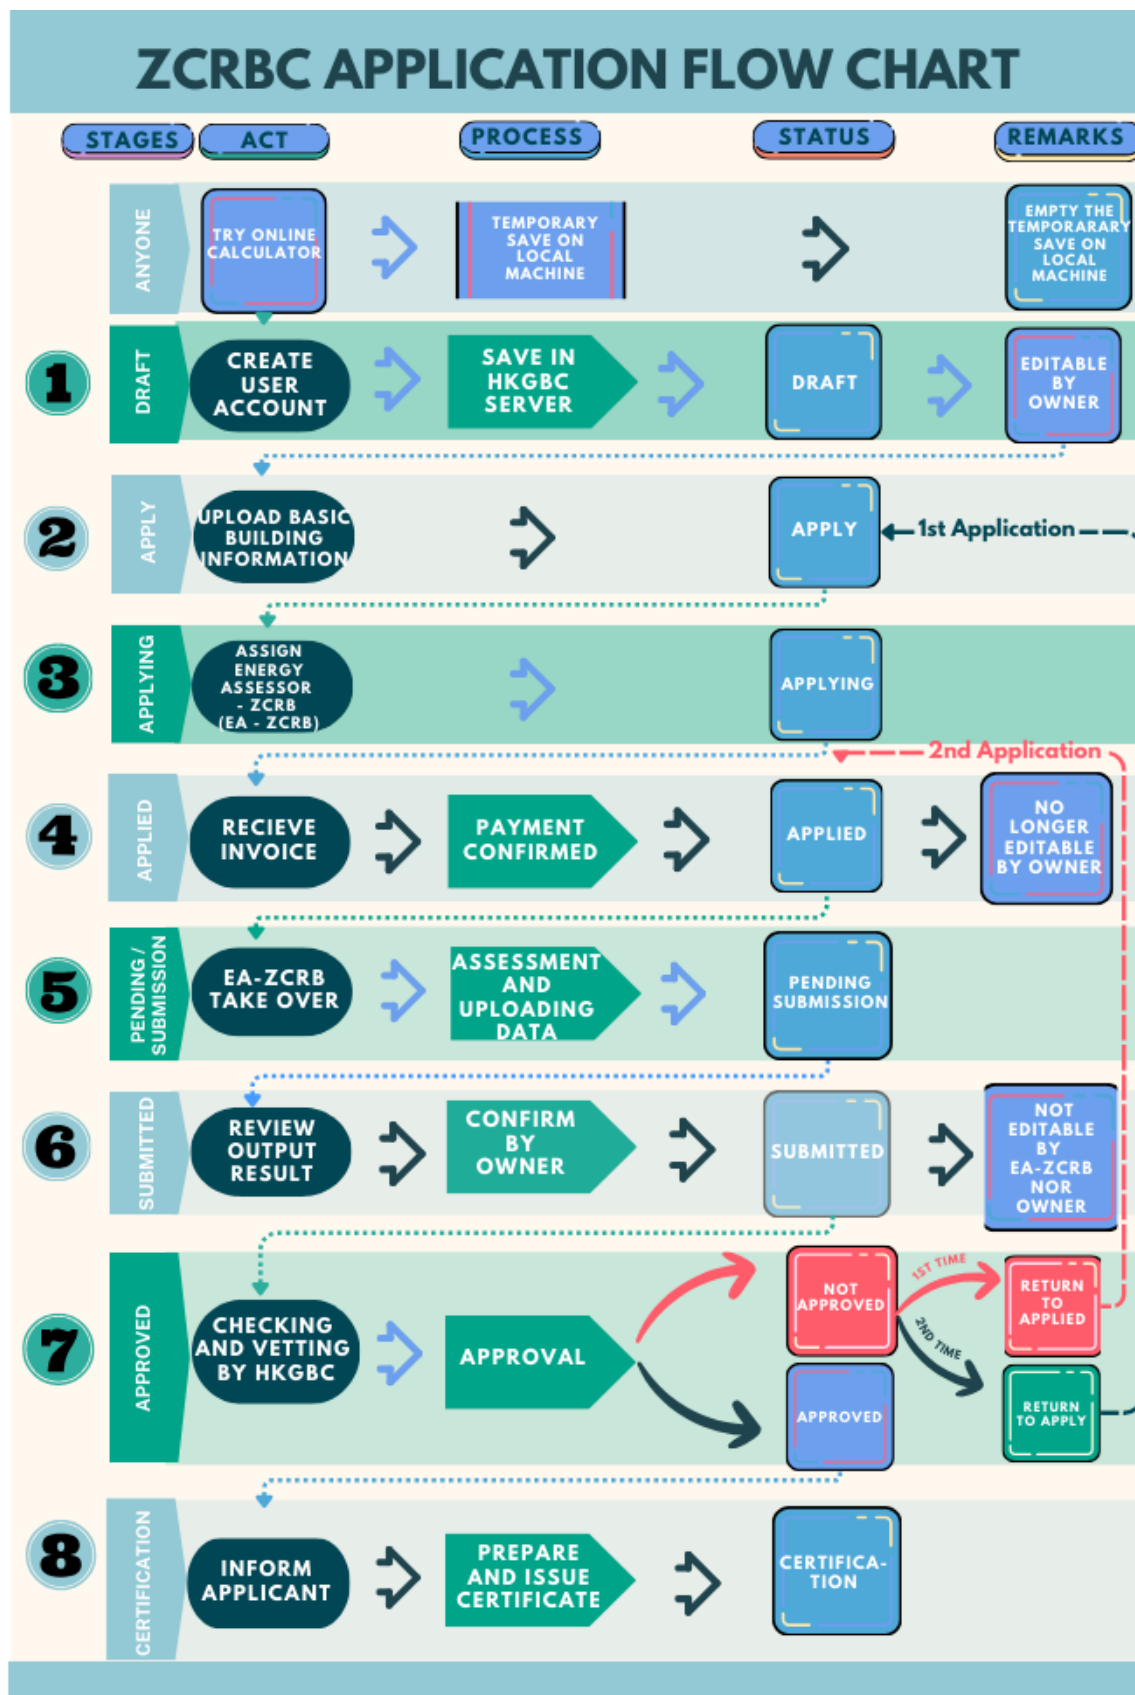 ZCRBC APPLICATION FLOW CHART
STAGES
ACT
PROCESS
STATUS
REMARKS
ANYONE
TRY ONLINE
CALCULATOR
TEMPORARY
SAVE ON
LOCAL
MACHINE
EMPTY THE
TEMPORARARY
SAVE ON
LOCAL
MACHINE
1
DRAFT
CREATE
USER
ACCOUNT
SAVE IN
HKGBC
SERVER
DRAFT
EDITABLE
BY
OWNER
2
APPLY
UPLOAD BASIC
BUILDING
INFORMATION
APPLY
1st Application
3
APPLYING
ASSIGN
ENERGY
ASSESSOR
- ZCRB
(EA - ZCRB)
APPLYING
2nd Application
4
APPLIED
RECIEVE
INVOICE
PAYMENT
CONFIRMED
APPLIED
NO
LONGER
EDITABLE
BY OWNER
5
PENDING /
SUBMISSION
EA-ZCRB
TAKE OVER
ASSESSMENT
AND
UPLOADING
DATA
PENDING
SUBMISSION
6
SUBMITTED
REVIEW
OUTPUT
RESULT
CONFIRM
BY
OWNER
SUBMITTED
NOT
EDITABLE
BY
EA-ZCRB
NOR
OWNER
7
APPROVED
CHECKING
AND VETTING
BY HKGBC
APPROVAL
NOT
APPROVED
1ST TIME
RETURN
TO
APPLIED
2ND TIME
APPROVED
RETURN
TO APPLY
8
CERTIFICATION
INFORM
APPLICANT
PREPARE
AND ISSUE
CERTIFICATE
CERTIFICA-
TION